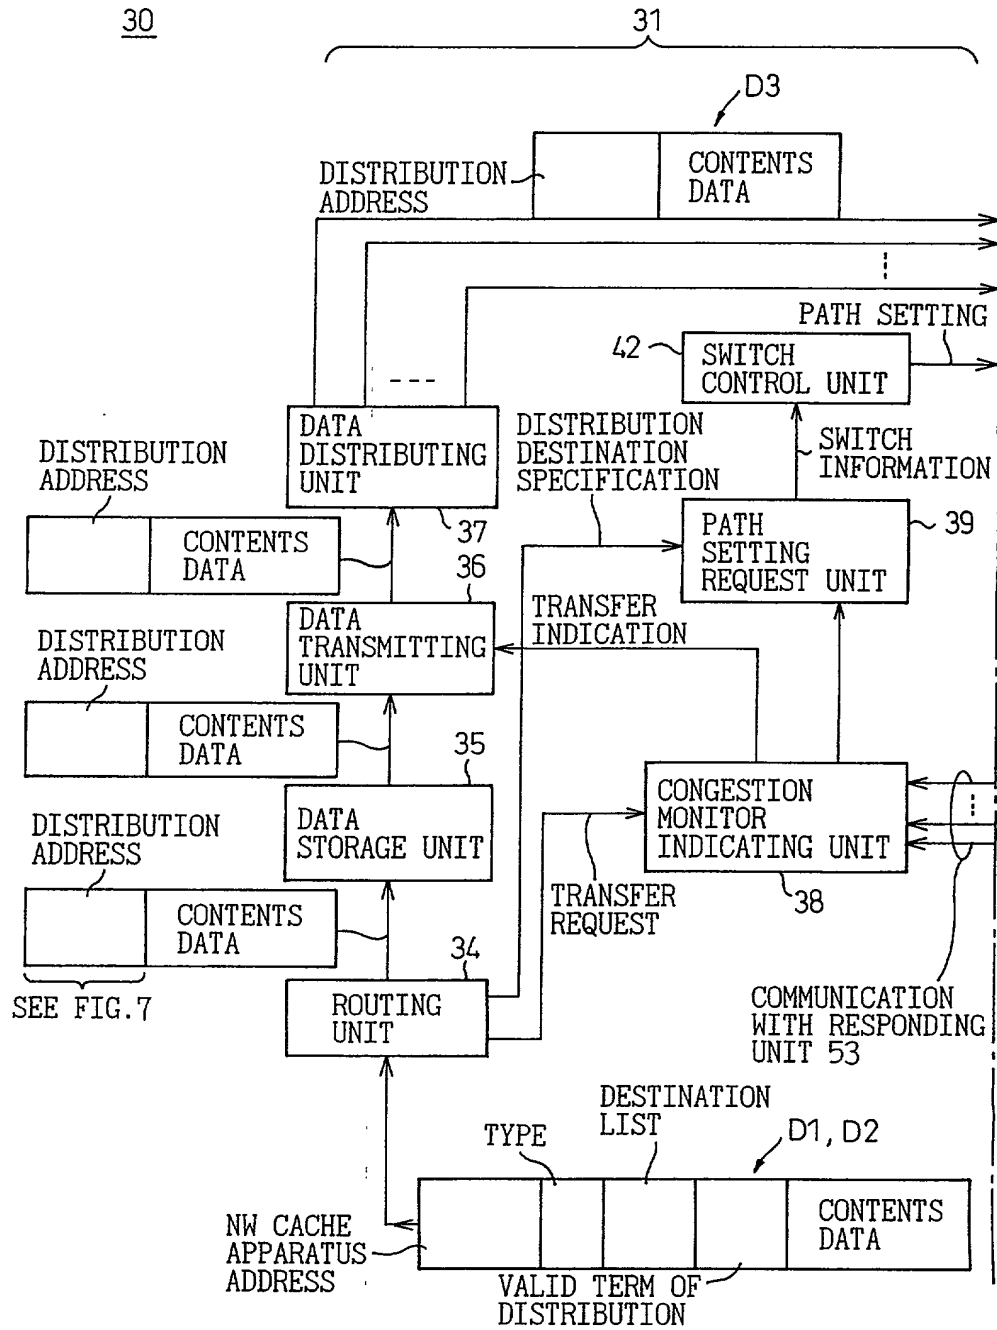 30
31
D3
DISTRIBUTION
ADDRESS
CONTENTS
DATA
PATH SETTING
42
SWITCH
CONTROL UNIT
DATA
DISTRIBUTING
UNIT
37
DISTRIBUTION
DESTINATION
SPECIFICATION
SWITCH
INFORMATION
DISTRIBUTION
ADDRESS
CONTENTS
DATA
PATH
SETTING
REQUEST UNIT
39
36
DATA
TRANSMITTING
UNIT
TRANSFER
INDICATION
DISTRIBUTION
ADDRESS
CONTENTS
DATA
35
DATA
STORAGE UNIT
CONGESTION
MONITOR
INDICATING UNIT
38
DISTRIBUTION
ADDRESS
CONTENTS
DATA
TRANSFER
REQUEST
SEE FIG.7
34
ROUTING
UNIT
COMMUNICATION
WITH RESPONDING
UNIT 53
TYPE
DESTINATION
LIST
D1, D2
NW CACHE
APPARATUS
ADDRESS
CONTENTS
DATA
VALID TERM OF
DISTRIBUTION